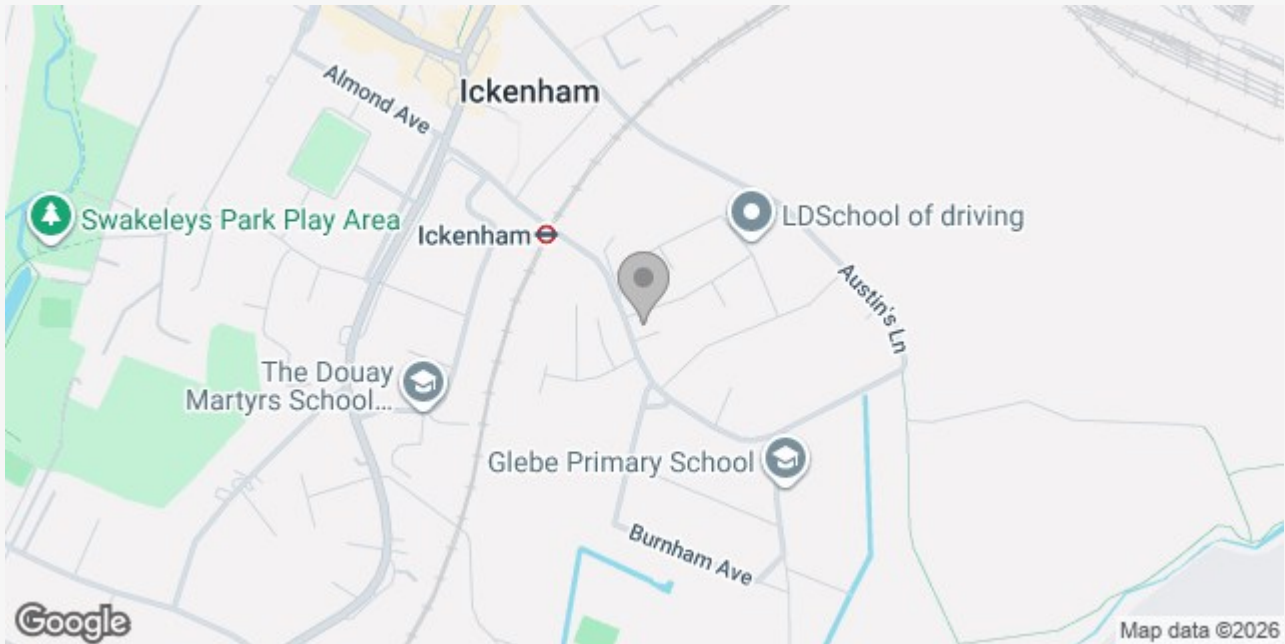 Ickenham
Almond Ave
Swakeleys Park Play Area
LDSchool of driving
Ickenham
Austin's Ln
The Douay
Martyrs School...
Glebe Primary School
Burnham Ave
Google
Map data ©2026